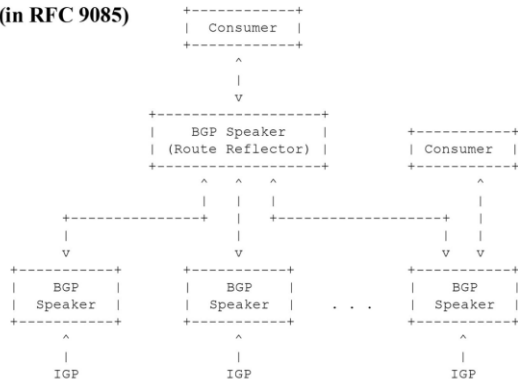 (in RFC 9085)
Consumer
BGP Speaker
(Route Reflector)
Consumer
BGP
Speaker
BGP
Speaker
. . .
BGP
Speaker
IGP
IGP
IGP